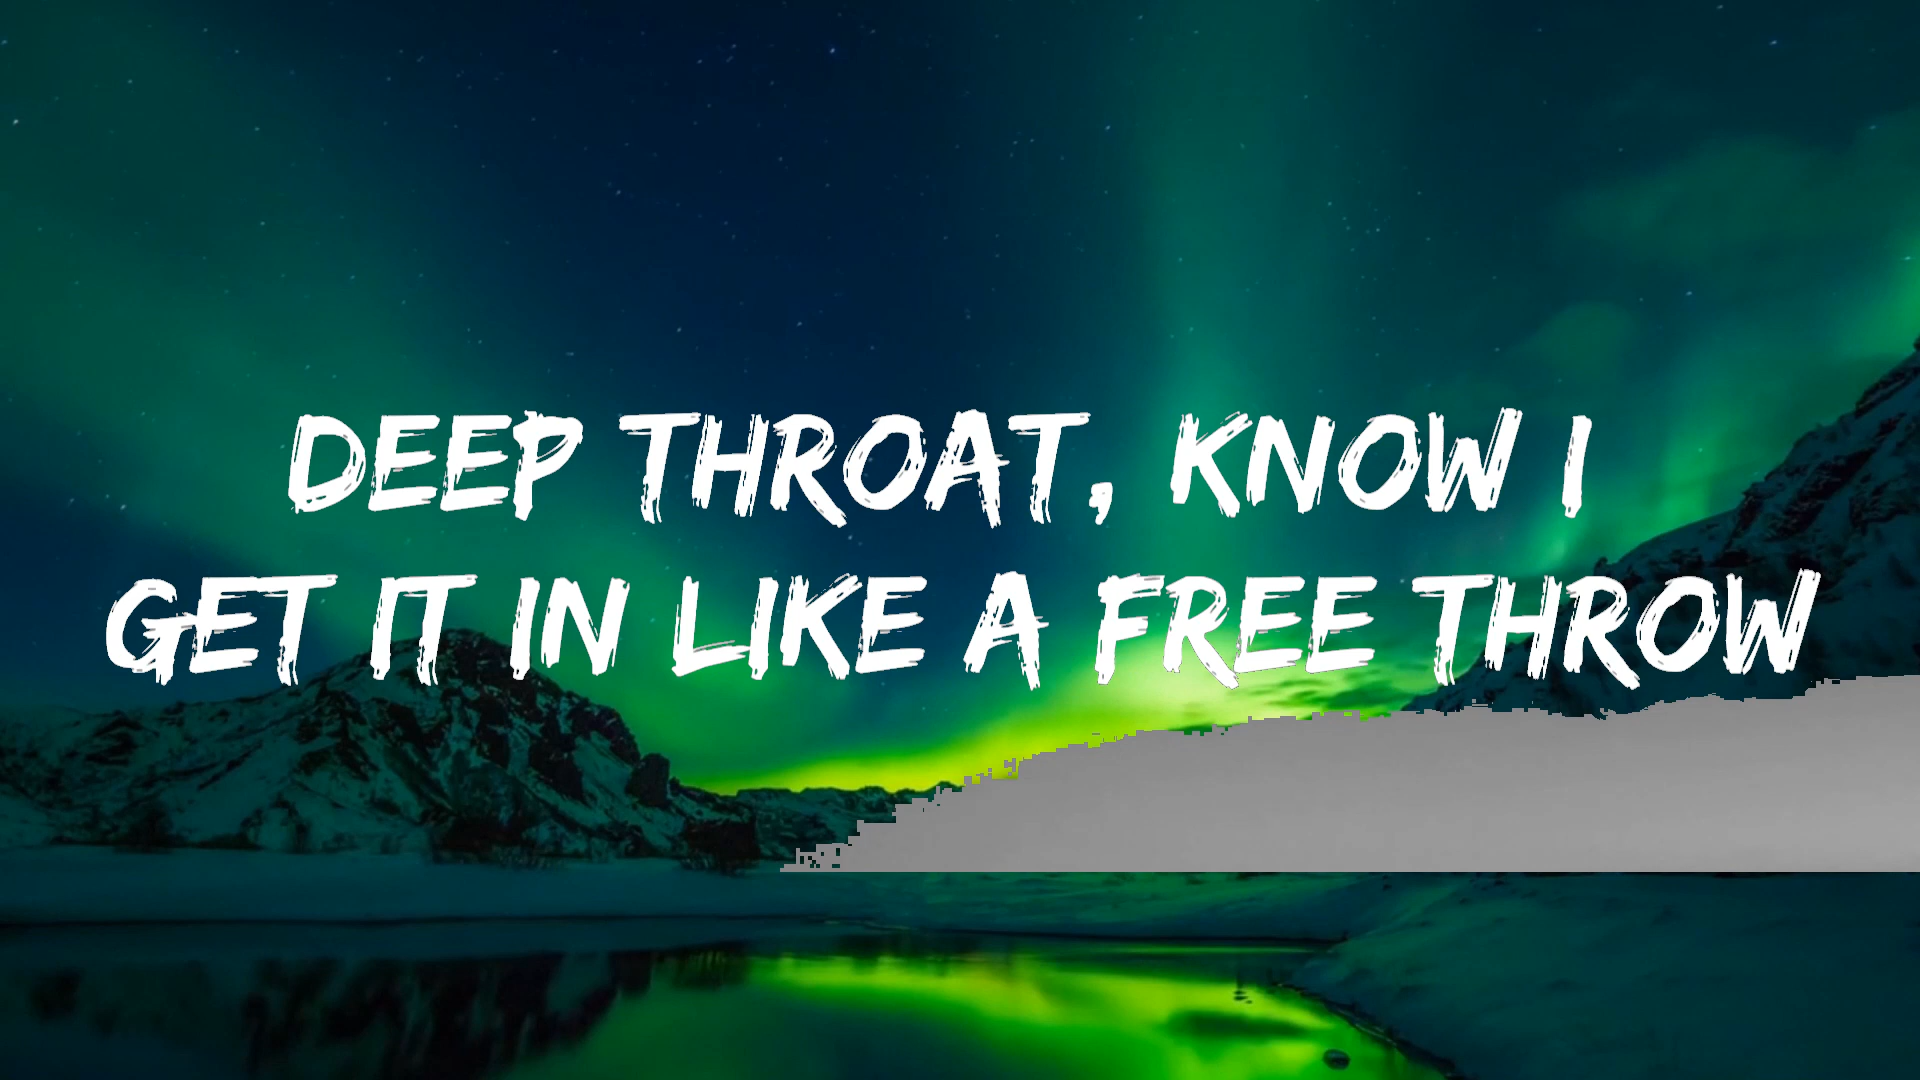 DEEP THROAT, KNOW I
GET IT IN LIKE A FREE THROW